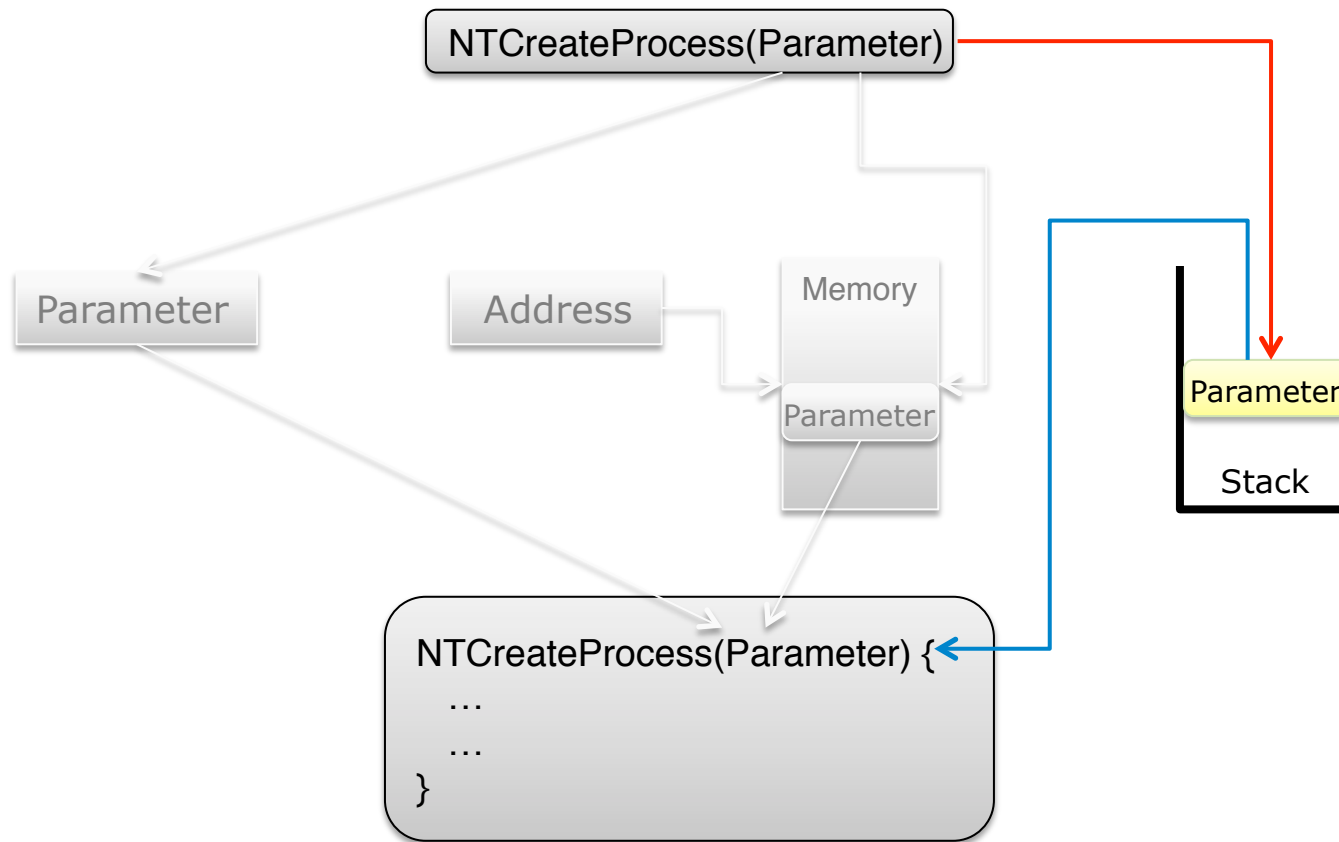 NTCreateProcess(Parameter)
Parameter
Address
Memory
Parameter
Parameter
Stack
NTCreateProcess(Parameter) {
…
…
}